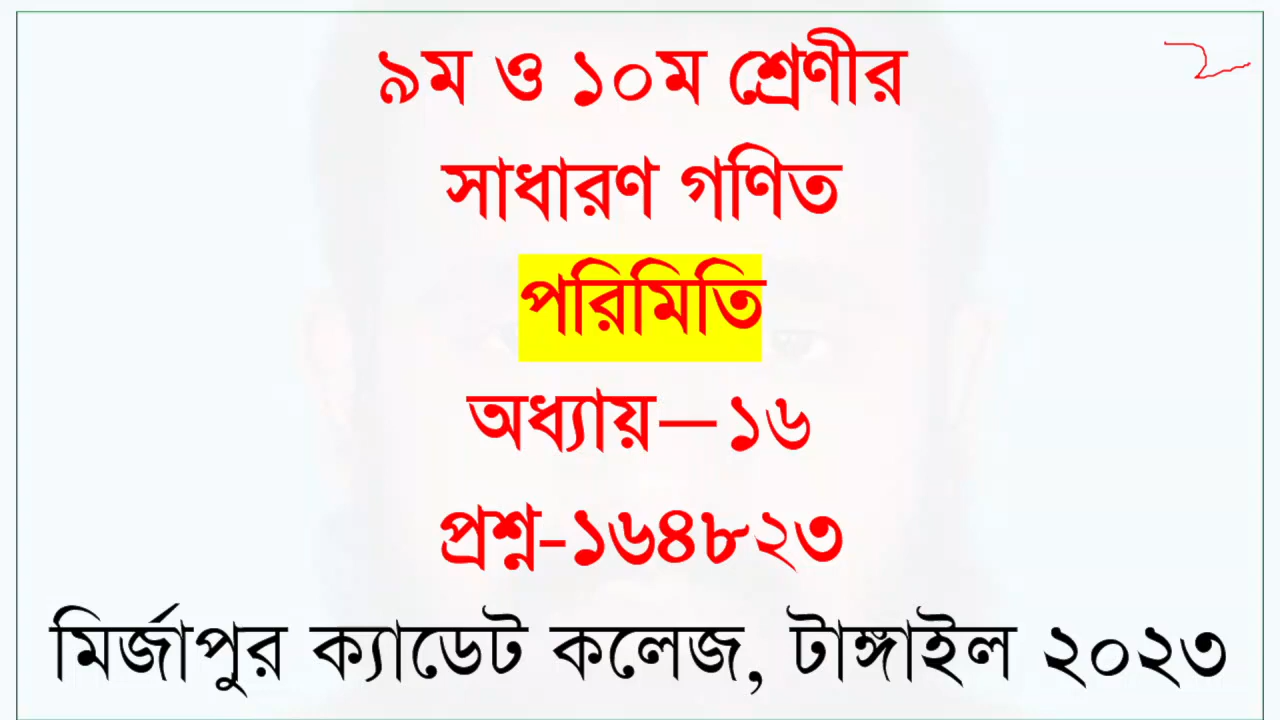 ৯ম ও ১০ম শ্রেণীর
সাধারণ গণিত
পরিমিতি
অধ্যায়—১৬
প্রশ্ন-১৬৪৮২৩
মির্জাপুর ক্যাডেট কলেজ, টাঙ্গাইল ২০২৩